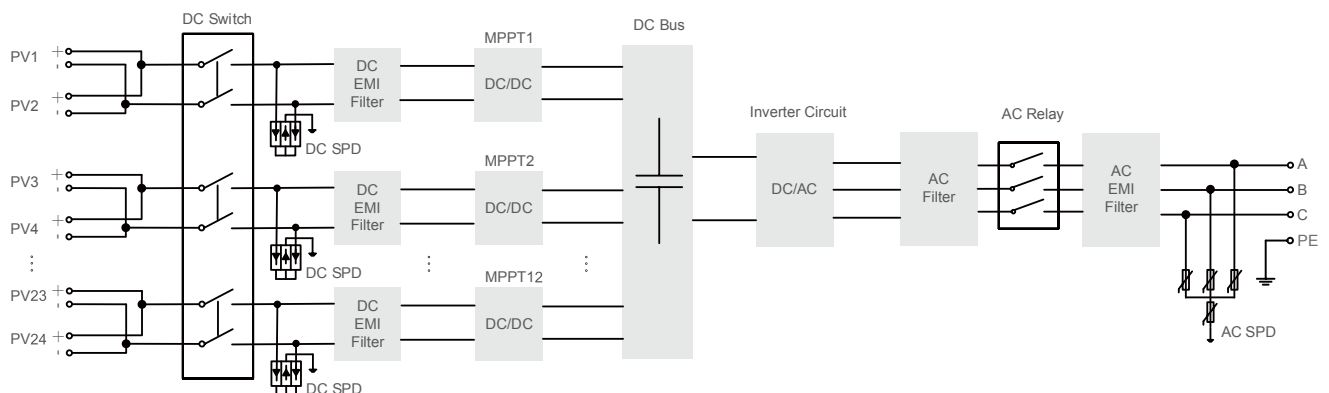 DC Switch
PV1
+
-
PV2
+
-
DC
EMI
Filter
MPPT1
DC/DC
DC Bus
DC SPD
PV3
+
-
PV4
+
-
DC
EMI
Filter
MPPT2
DC/DC
DC SPD
PV23
+
-
PV24
+
-
DC
EMI
Filter
MPPT12
DC/DC
DC SPD
Inverter Circuit
DC/AC
AC
Filter
AC Relay
AC
EMI
Filter
A
B
C
PE
AC SPD